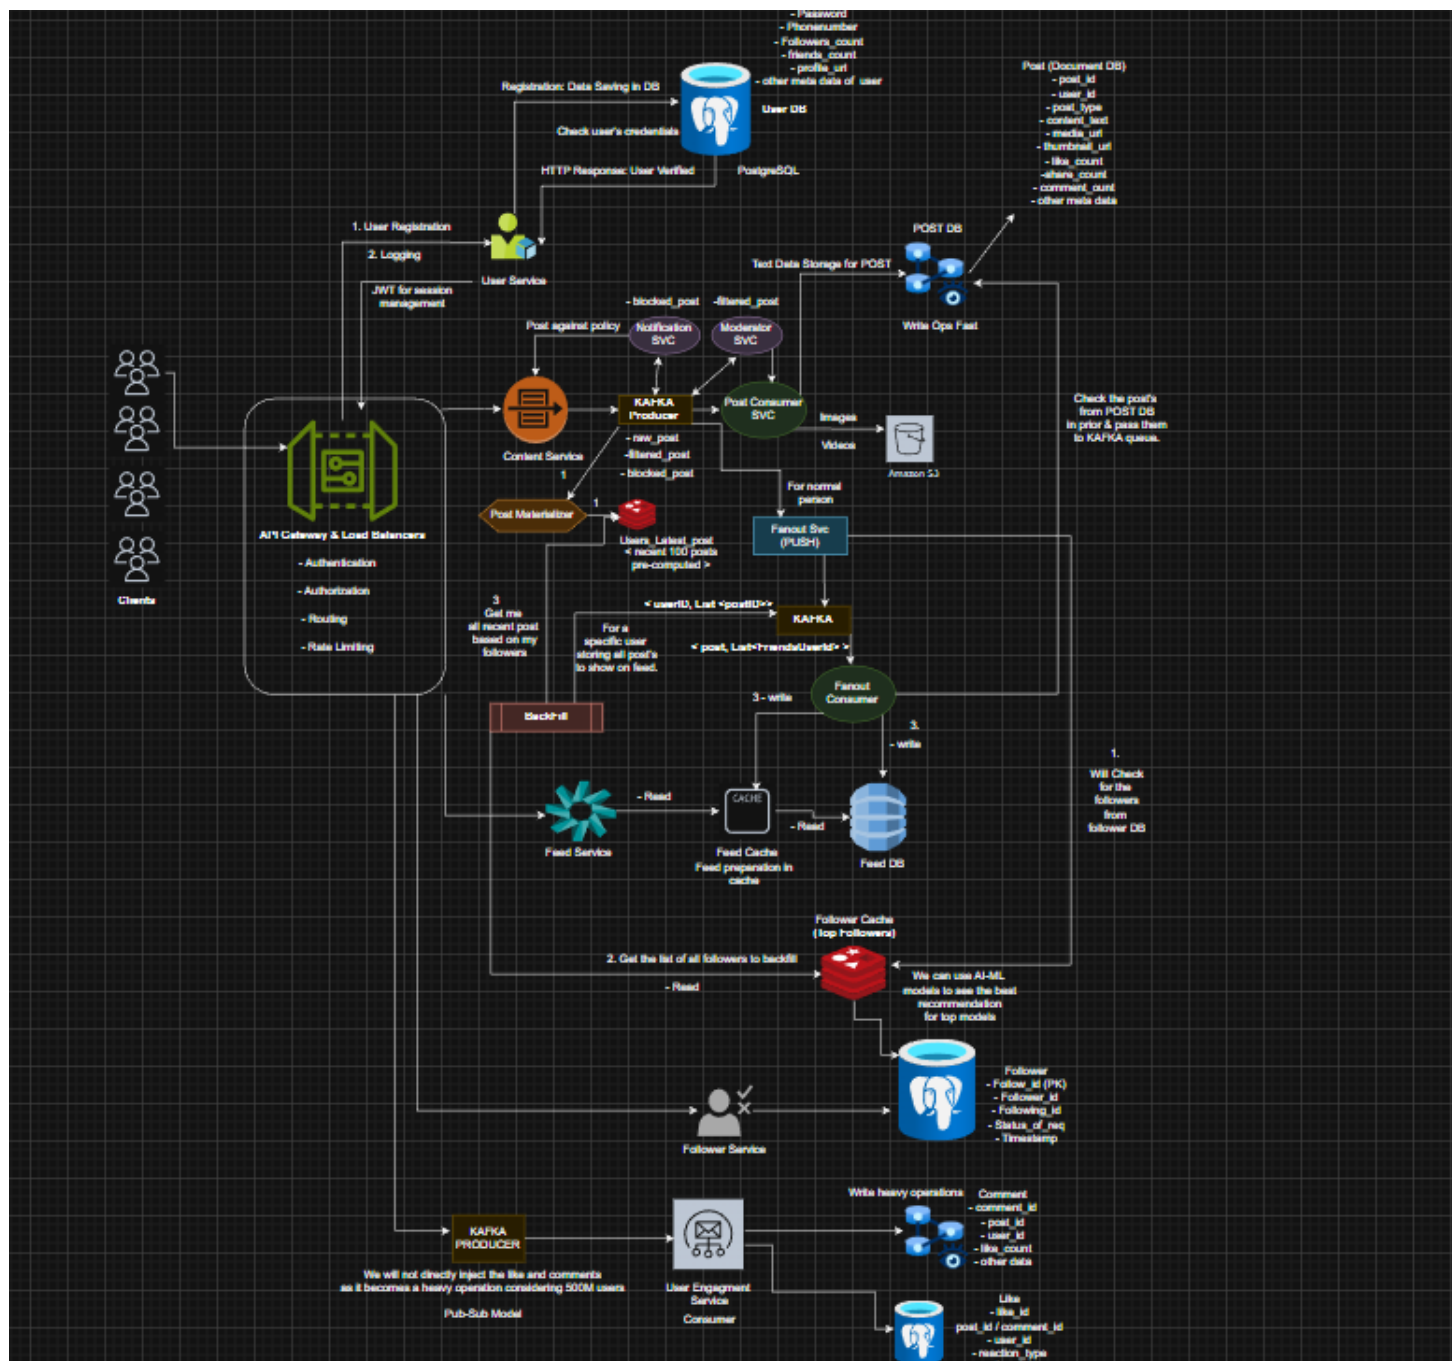 - Password
- Phonenumber
- Followers_count
- friends_count
- profile_url
- other meta data of user
User DB
PostgreSQL
Registration: Data Saving in DB
Check user's credentials
HTTP Response: User Verified
Post (Document DB)
- post_id
- user_id
- post_type
- content_text
- media_url
- thumbnail_url
- like_count
-share_count
- comment_ount
- other meta data
1. User Registration
2. Logging
User Service
JWT for session
management
POST DB
Text Data Storage for POST
Write Ops Fast
- blocked_post
-filtered_post
Post against policy
Notification
SVC
Moderator
SVC
KAFKA
Producer
Post Consumer
SVC
Content Service
- raw_post
-filtered_post
- blocked_post
Images
Videos
Amazon S3
Check the post's
from POST DB
in prior & pass them
to KAFKA queue.
1
Post Materializer
1
Users_Latest_post
< recent 100 posts
pre-computed >
For normal
person
Fanout Svc
(PUSH)
API Gateway & Load Balancers
- Authentication
- Authorization
- Routing
- Rate Limiting
Clients
3
Get me
all recent post
based on my
followers
For a
specific user
storing all post's
to show on feed.
< userID, List <postID>>
KAFKA
< post, List<FriendsUserId> >
Fanout
Consumer
3 - write
3.
- write
BackFill
1.
Will Check
for the
followers
from
follower DB
- Read
CACHE
- Read
Feed Service
Feed Cache
Feed preparation in
cache
Feed DB
Follower Cache
(Top Followers)
2. Get the list of all followers to backfill
- Read
We can use AI-ML
models to see the best
recommendation
for top models
Follower
- Follow_id (PK)
- Follower_id
- Following_id
- Status_of_req
- Timestamp
Follower Service
Write heavy operations
Comment
- comment_id
- post_id
- user_id
- like_count
- other data
KAFKA
PRODUCER
We will not directly inject the like and comments
as it becomes a heavy operation considering 500M users
Pub-Sub Model
User Engagment
Service
Consumer
Like
- like_id
post_id / comment_id
- user_id
- reaction_type